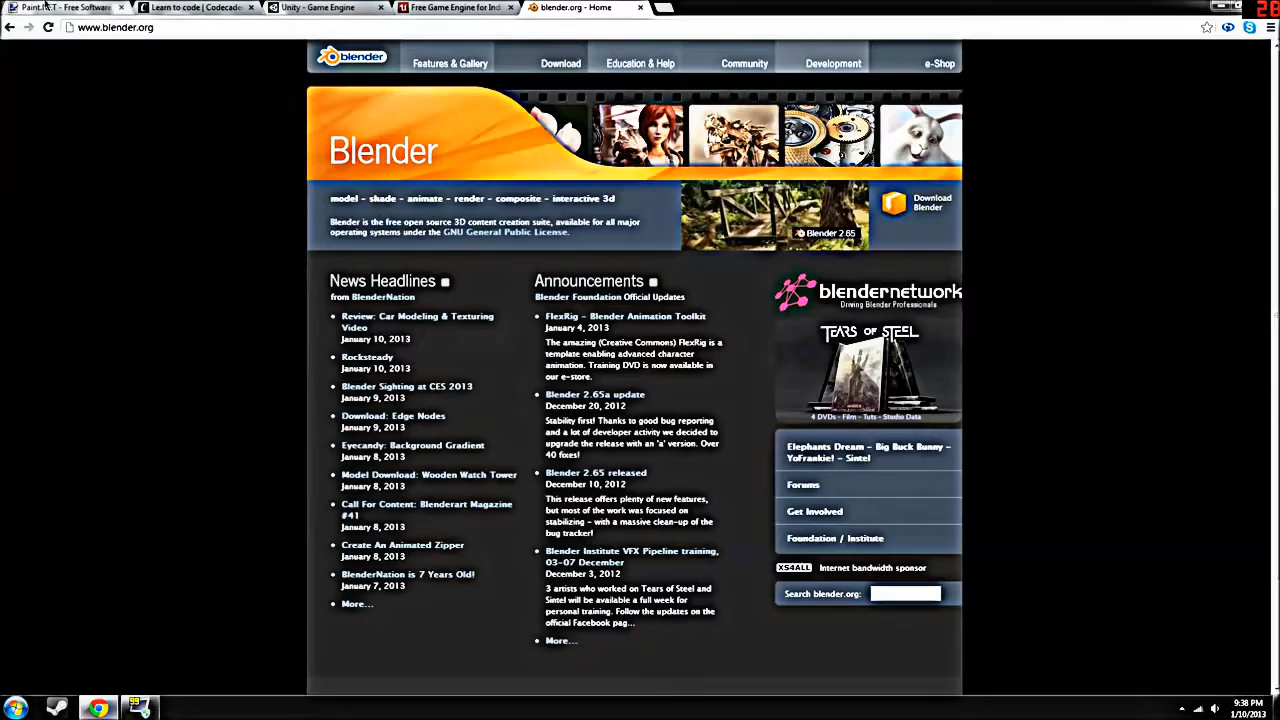 Paint.NET - Free Software
Learn to code | Codecade
Unity - Game Engine
Free Game Engine for Ind
blender.org - Home
28
www.blender.org
blender
Features & Gallery
Download
Education & Help
Community
Development
e-Shop
Blender
model - shade - animate - render - composite - interactive 3d
Blender is the free open source 3D content creation suite, available for all major
operating systems under the GNU General Public License.
Blender 2.65
Download
Blender
News Headlines
from BlenderNation
Review: Car Modeling & Texturing
Video
January 10, 2013
Rocksteady
January 10, 2013
Blender Sighting at CES 2013
January 9, 2013
Download: Edge Nodes
January 9, 2013
Eyecandy: Background Gradient
January 8, 2013
Model Download: Wooden Watch Tower
January 8, 2013
Call For Content: Blenderart Magazine
#41
January 8, 2013
Create An Animated Zipper
January 8, 2013
BlenderNation is 7 Years Old!
January 7, 2013
More...
Announcements
Blender Foundation Official Updates
FlexRig - Blender Animation Toolkit
January 4, 2013
The amazing (Creative Commons) FlexRig is a
template enabling advanced character
animation. Training DVD is now available in
our e-store.
Blender 2.65a update
December 20, 2012
Stability first! Thanks to good bug reporting
and a lot of developer activity we decided to
upgrade the release with an 'a' version. Over
40 fixes!
Blender 2.65 released
December 10, 2012
This release offers plenty of new features,
but most of the work was focused on
stabilizing - with a massive clean-up of the
bug tracker!
Blender Institute VFX Pipeline training,
03-07 December
December 3, 2012
3 artists who worked on Tears of Steel and
Sintel will be available a full week for
personal training. Follow the updates on the
official Facebook pag...
More...
blendernetwork
Driving Blender Professionals
TEARS OF STEEL
4 DVDs - Film - Tuts - Studio Data
Elephants Dream - Big Buck Bunny -
YoFrankie! - Sintel
Forums
Get Involved
Foundation / Institute
XS4ALL Internet bandwidth sponsor
Search blender.org:
99
9:38 PM
1/10/2013